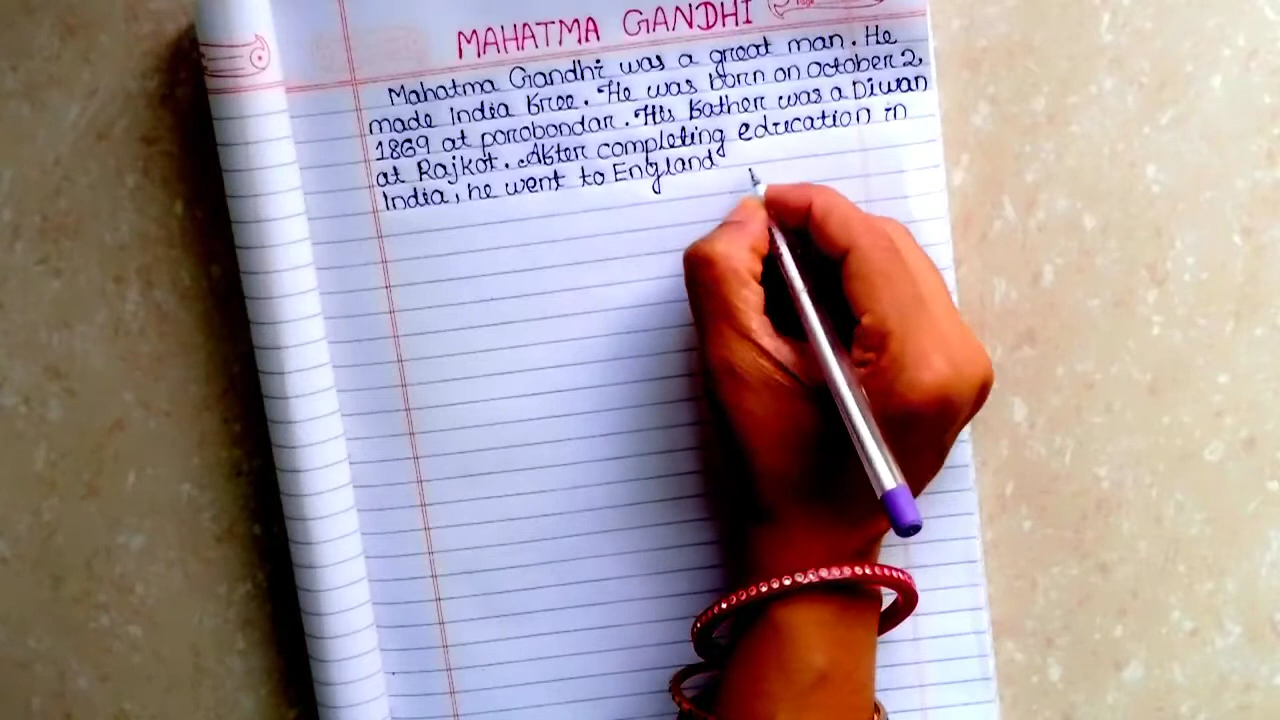 MAHATMA GANDHI
Mahatma Gandhi was a great man. He
made India free. He was born on October 2,
1869 at porobondar. His father was a Diwan
at Rajkot. After completing education in
India, he went to England